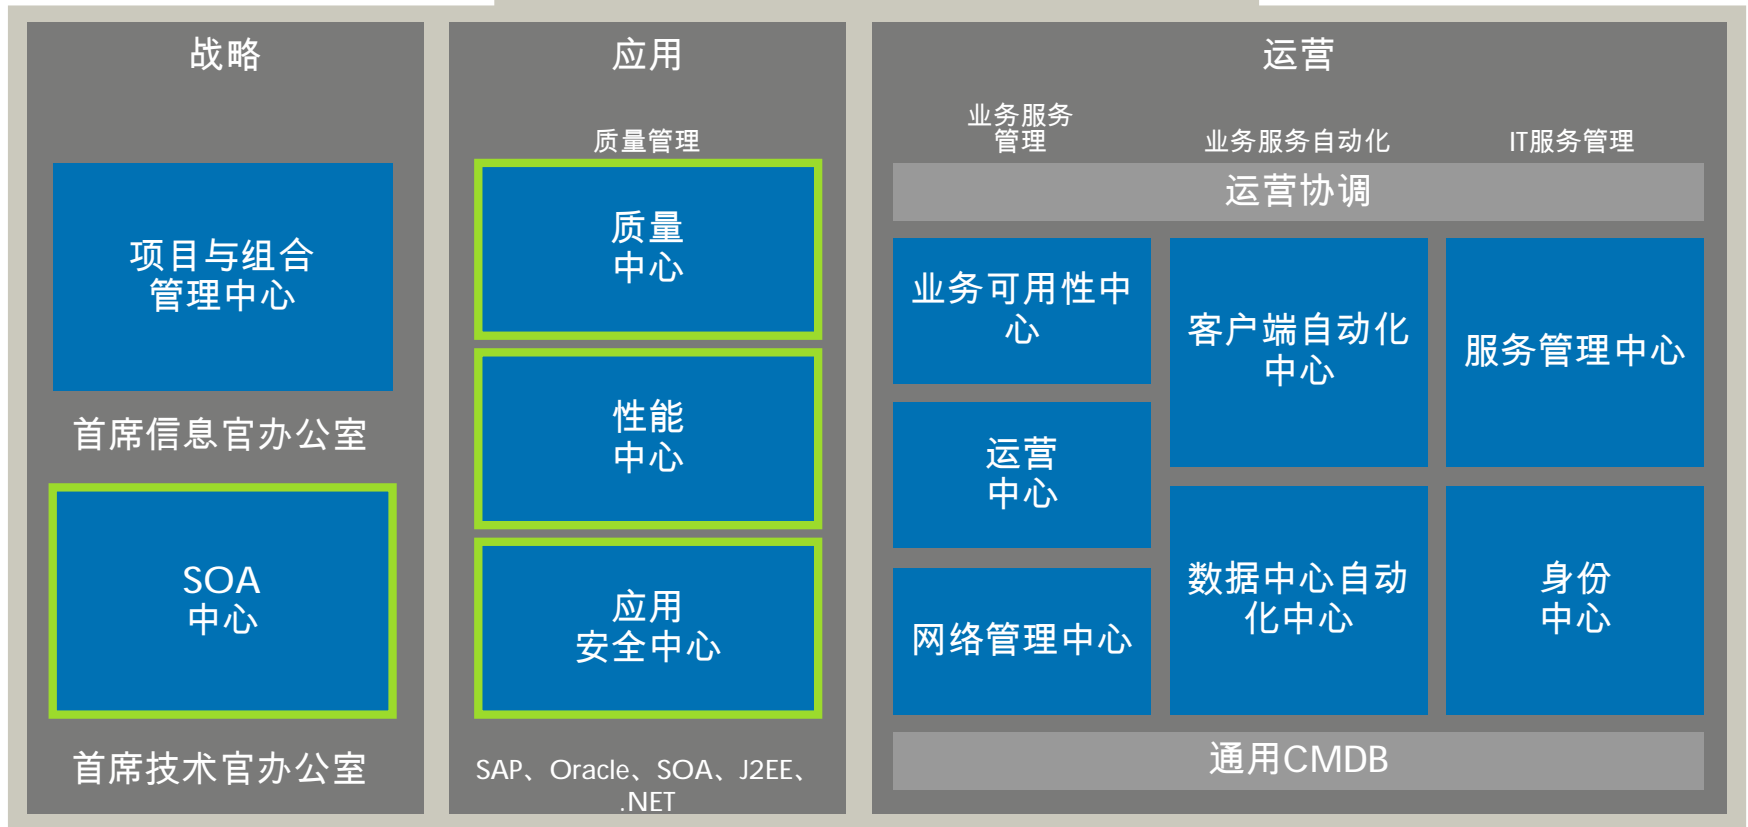 战略
项目与组合
管理中心
首席信息官办公室
SOA
中心
首席技术官办公室
应用
质量管理
质量
中心
性能
中心
应用
安全中心
SAP、Oracle、SOA、J2EE、
.NET
运营
业务服务
管理
业务服务自动化
IT服务管理
运营协调
业务可用性中
心
运营
中心
网络管理中心
客户端自动化
中心
数据中心自动
化中心
服务管理中心
身份
中心
通用CMDB